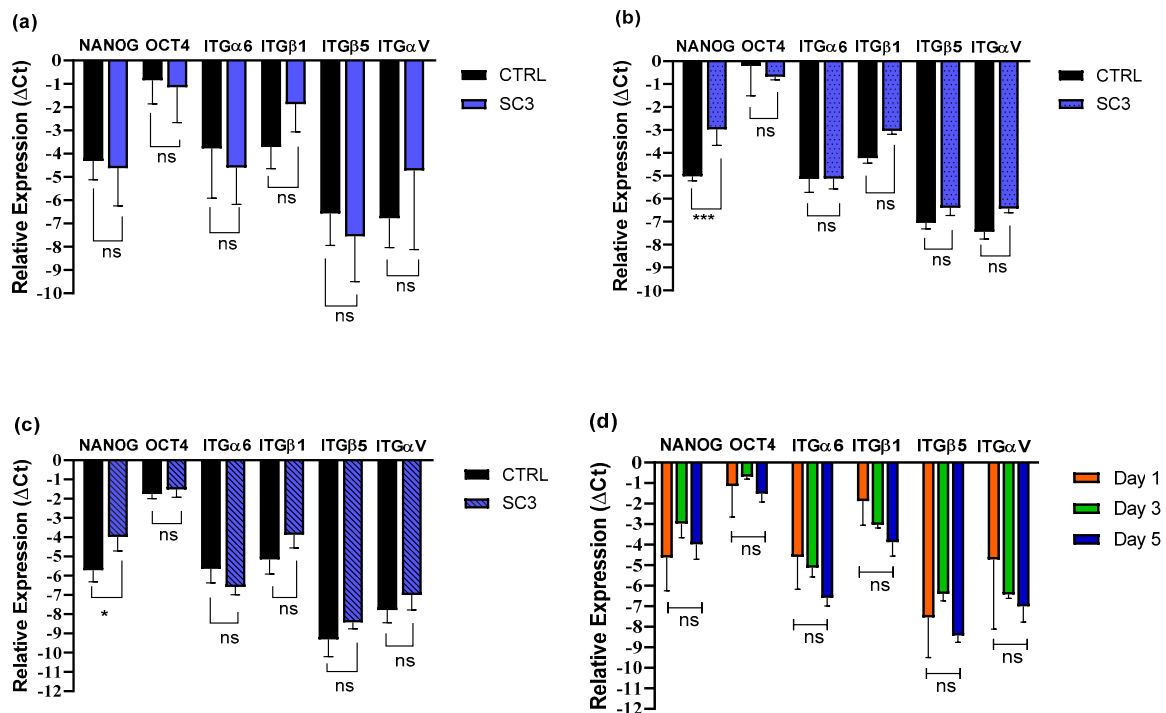 (a)
NANOG OCT4 ITGα6 ITGβ1 ITGβ5 ITGαV
Relative Expression (ΔCt)
0
-1
-2
-3
-4
-5
-6
-7
-8
-9
-10
ns
ns
ns
ns
ns
ns
CTRL
SC3
(b)
NANOG OCT4 ITGα6 ITGβ1 ITGβ5 ITGαV
Relative Expression (ΔCt)
0
-1
-2
-3
-4
-5
-6
-7
-8
-9
-10
***
ns
ns
ns
ns
ns
CTRL
SC3
(c)
NANOG OCT4 ITGα6 ITGβ1 ITGβ5 ITGαV
Relative Expression (ΔCt)
0
-1
-2
-3
-4
-5
-6
-7
-8
-9
-10
-11
-12
*
ns
ns
ns
ns
ns
CTRL
SC3
(d)
NANOG OCT4 ITGα6 ITGβ1 ITGβ5 ITGαV
Relative Expression (ΔCt)
0
-1
-2
-3
-4
-5
-6
-7
-8
-9
-10
-11
-12
ns
ns
ns
ns
ns
ns
Day 1
Day 3
Day 5